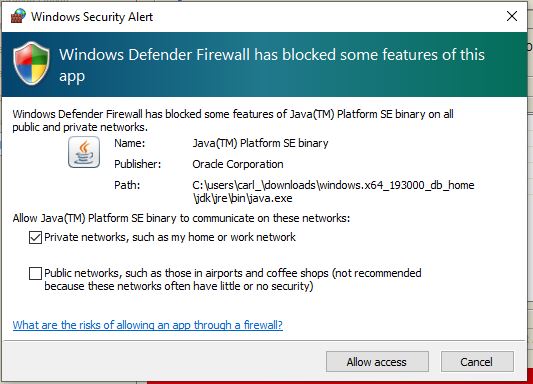 Windows Security Alert
Windows Defender Firewall has blocked some features of this
app
Windows Defender Firewall has blocked some features of Java(TM) Platform SE binary on all
public and private networks.
Name: Java(TM) Platform SE binary
Publisher: Oracle Corporation
Path: C:\users\carl_\downloads\windows.x64_193000_db_home
\jdk\jre\bin\java.exe
Allow Java(TM) Platform SE binary to communicate on these networks:
Private networks, such as my home or work network
Public networks, such as those in airports and coffee shops (not recommended
because these networks often have little or no security)
What are the risks of allowing an app through a firewall?
Allow access Cancel